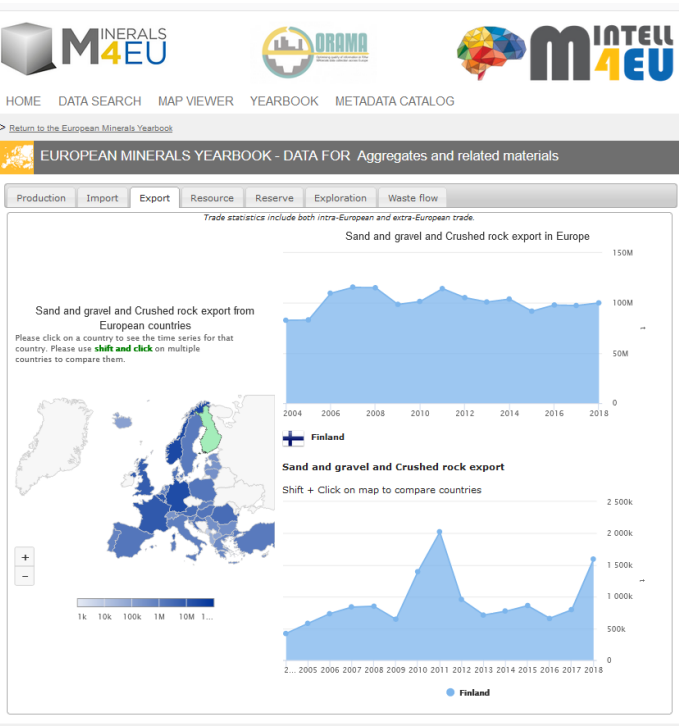 MINERALS
M4EU
ORAMA
MINTELL
4EU
HOME DATA SEARCH MAP VIEWER YEARBOOK METADATA CATALOG
> Return to the European Minerals Yearbook
EUROPEAN MINERALS YEARBOOK - DATA FOR Aggregates and related materials
Production Import Export Resource Reserve Exploration Waste flow
Trade statistics include both intra-European and extra-European trade.
Sand and gravel and Crushed rock export from
European countries
Please click on a country to see the time series for that
country. Please use shift and click on multiple
countries to compare them.
+
−
1k 10k 100k 1M 10M 1...
Sand and gravel and Crushed rock export in Europe
150M
100M
t
50M
0
2004 2006 2008 2010 2012 2014 2016 2018
Finland
Sand and gravel and Crushed rock export
Shift + Click on map to compare countries
2 500k
2 000k
1 500k
t
1 000k
500k
0
2... 2005 2006 2007 2008 2009 2010 2011 2012 2013 2014 2015 2016 2017 2018
Finland